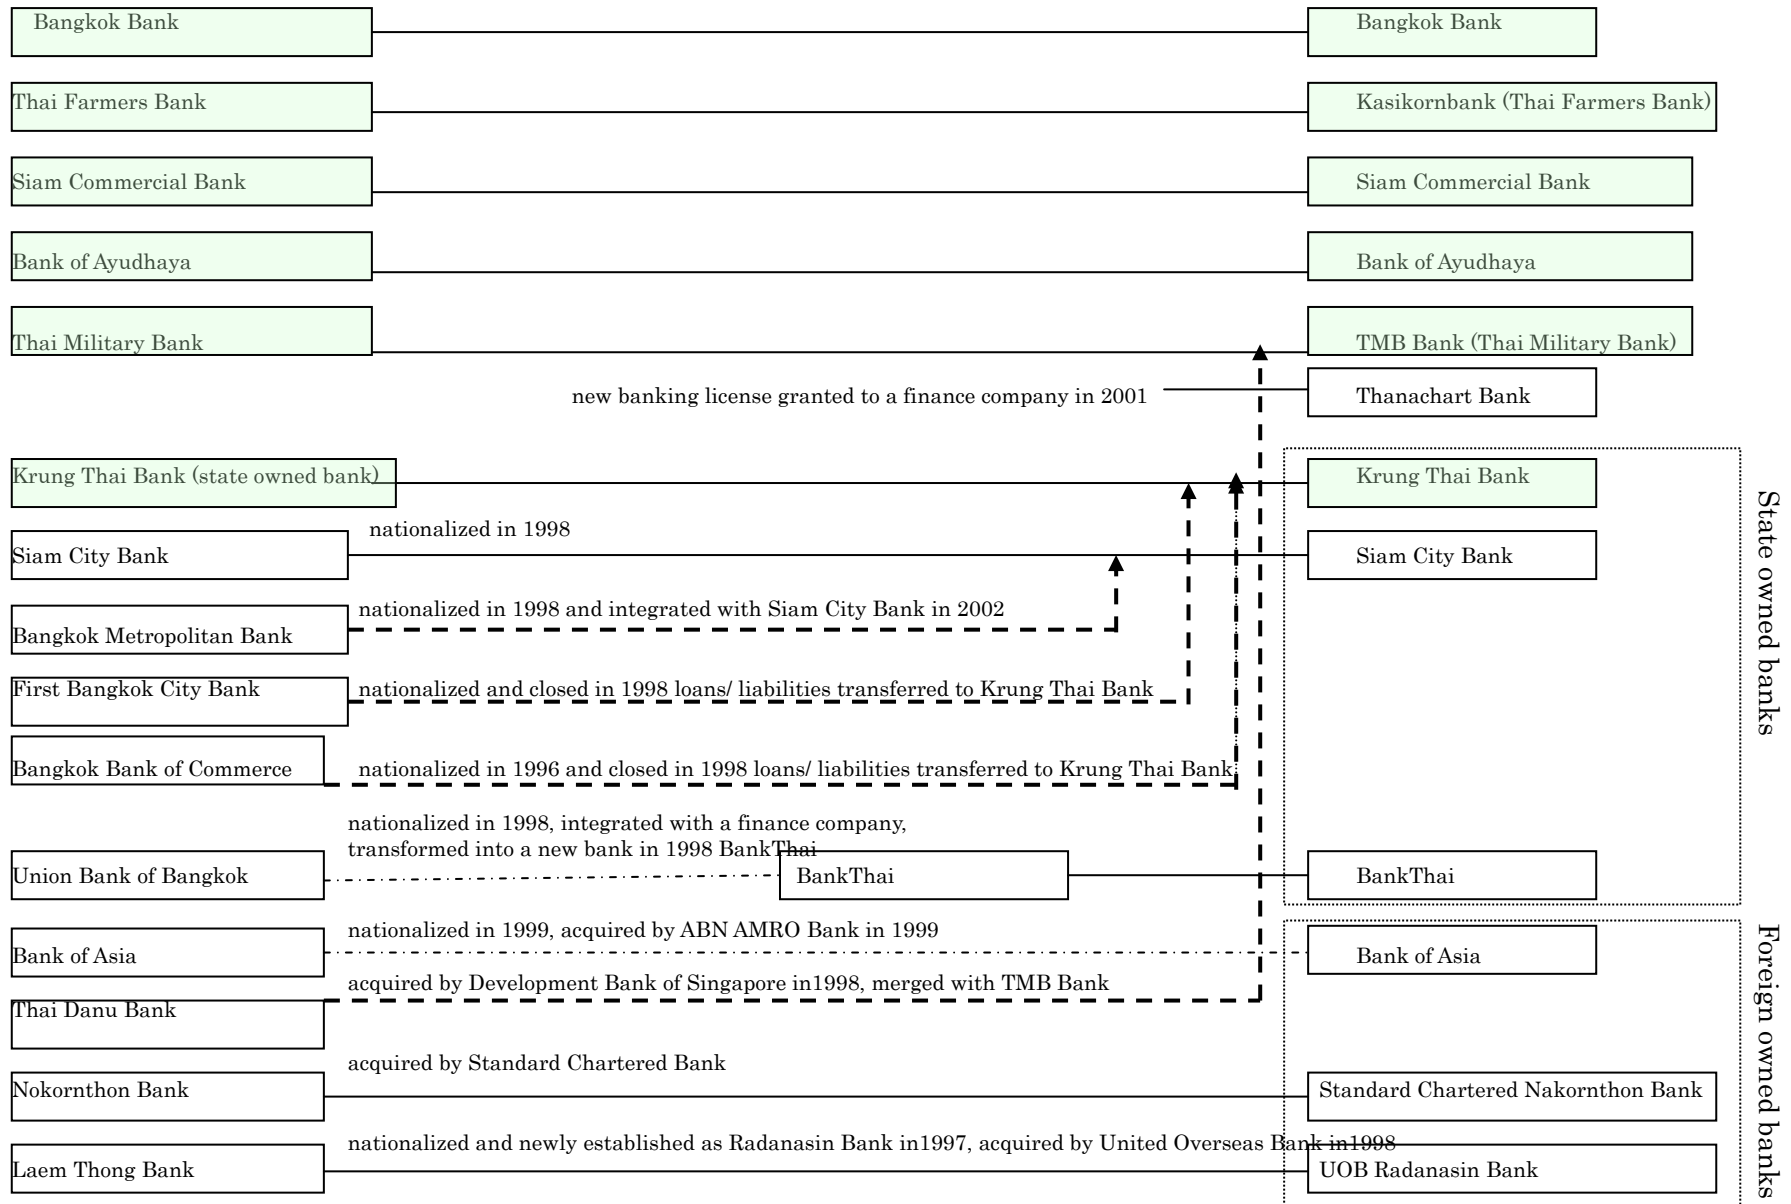 Bangkok Bank
Bangkok Bank
Thai Farmers Bank
Kasikornbank (Thai Farmers Bank)
Siam Commercial Bank
Siam Commercial Bank
Bank of Ayudhaya
Bank of Ayudhaya
Thai Military Bank
TMB Bank (Thai Military Bank)
new banking license granted to a finance company in 2001
Thanachart Bank
Krung Thai Bank (state owned bank)
Krung Thai Bank
State owned banks
nationalized in 1998
Siam City Bank
Siam City Bank
nationalized in 1998 and integrated with Siam City Bank in 2002
Bangkok Metropolitan Bank
First Bangkok City Bank
nationalized and closed in 1998 loans/ liabilities transferred to Krung Thai Bank
Bangkok Bank of Commerce
nationalized in 1996 and closed in 1998 loans/ liabilities transferred to Krung Thai Bank
nationalized in 1998, integrated with a finance company,
transformed into a new bank in 1998 BankThai
Union Bank of Bangkok
BankThai
BankThai
nationalized in 1999, acquired by ABN AMRO Bank in 1999
Bank of Asia
Bank of Asia
Foreign owned banks
acquired by Development Bank of Singapore in1998, merged with TMB Bank
Thai Danu Bank
acquired by Standard Chartered Bank
Nokornthon Bank
Standard Chartered Nakornthon Bank
nationalized and newly established as Radanasin Bank in1997, acquired by United Overseas Bank in1998
Laem Thong Bank
UOB Radanasin Bank